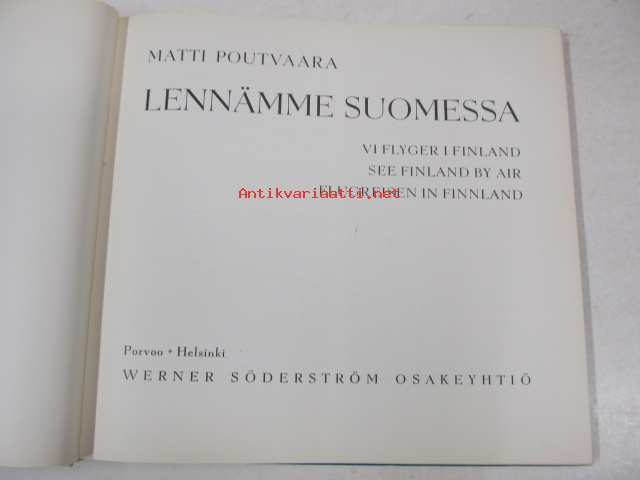 MATTI POUTVAARA
LENNÄMME SUOMESSA
VI FLYGER I FINLAND
SEE FINLAND BY AIR
Antikvariaatti.net
FLUGREISEN IN FINNLAND
Porvoo • Helsinki
WERNER SÖDERSTRÖM OSAKEYHTIÖ